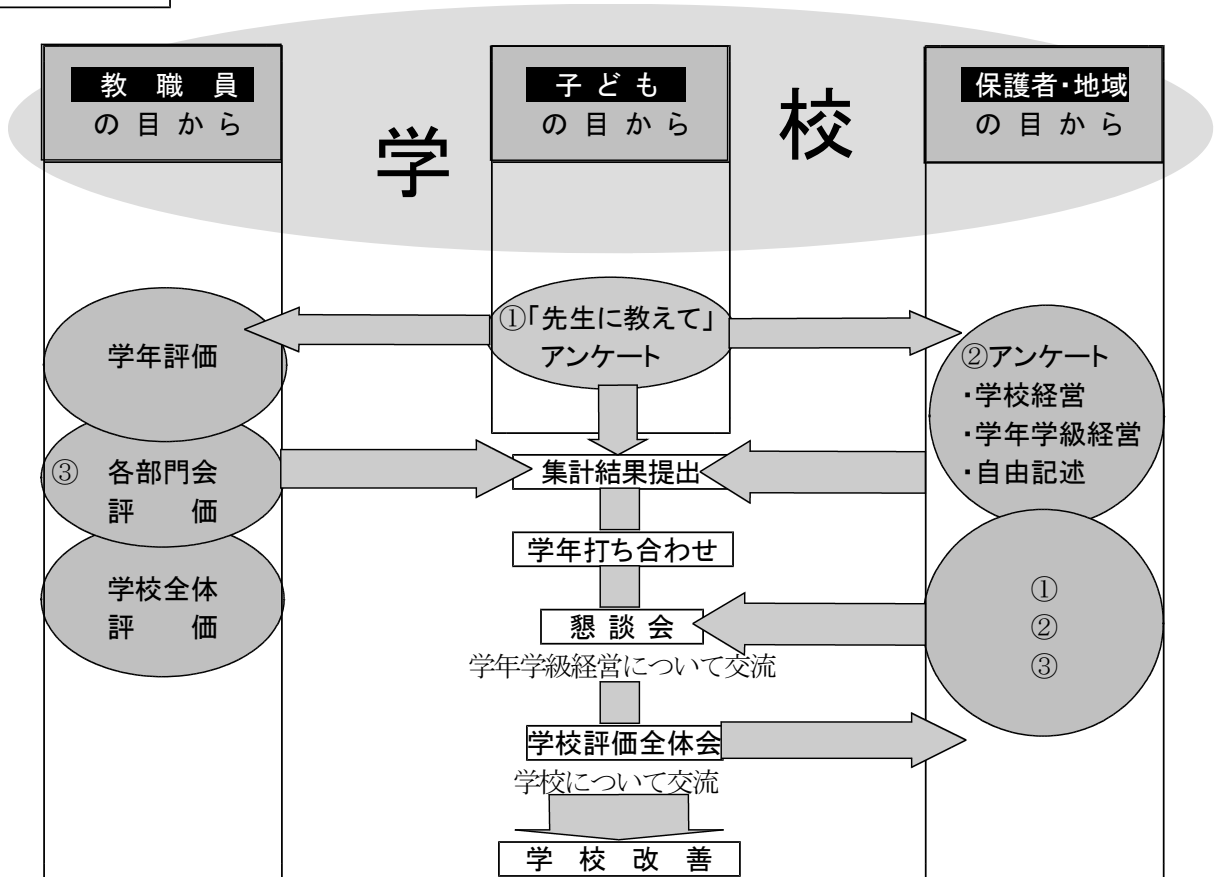 教職員
の目から
子ども
の目から
保護者・地域
の目から
学校
①「先生に教えて」
アンケート
学年評価
②アンケート
・学校経営
・学年学級経営
・自由記述
③ 各部門会
評 価
集計結果提出
学年打ち合わせ
学校全体
評 価
懇談会
学年学級経営について交流
①
②
③
学校評価全体会
学校について交流
学校改善